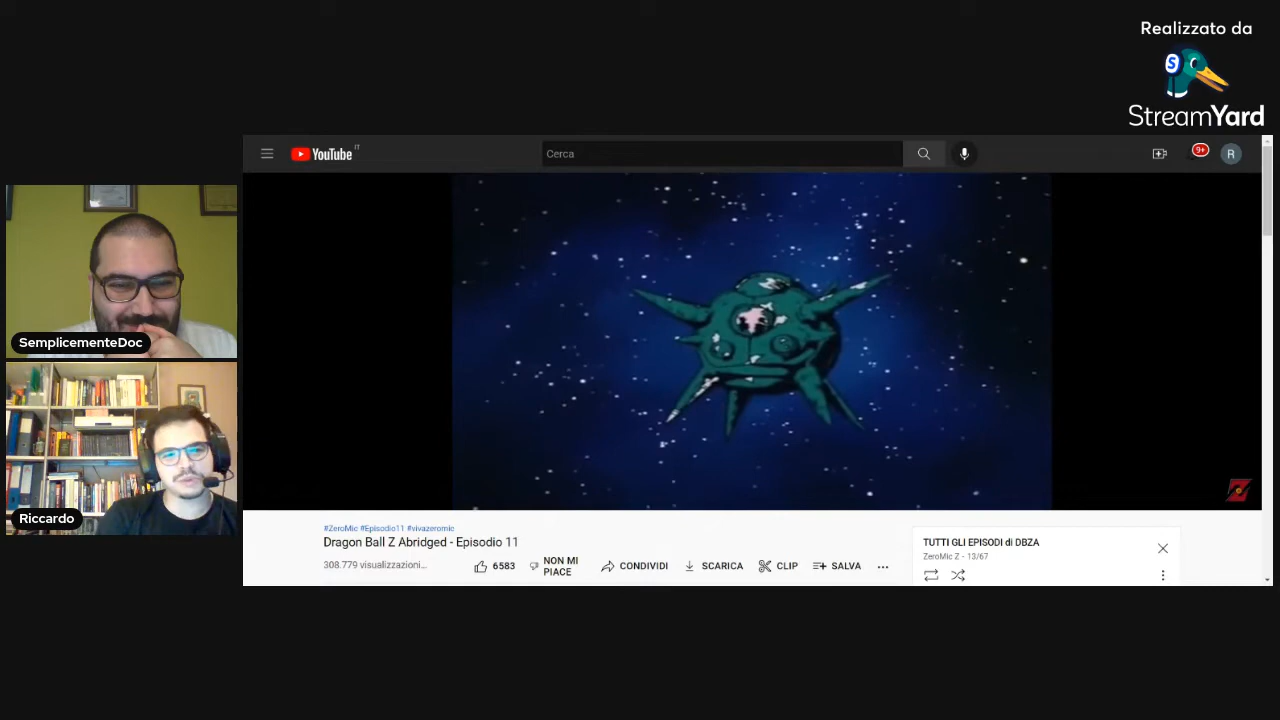 Realizzato da
StreamYard
YouTube IT
Cerca
9+
R
SemplicementeDoc
Riccardo
#ZeroMic #Episodio11 #vivazeromic
Dragon Ball Z Abridged - Episodio 11
308.779 visualizzazioni...
6583
NON MI
PIACE
CONDIVIDI
SCARICA
CLIP
SALVA
TUTTI GLI EPISODI di DBZA
ZeroMic Z - 13/67